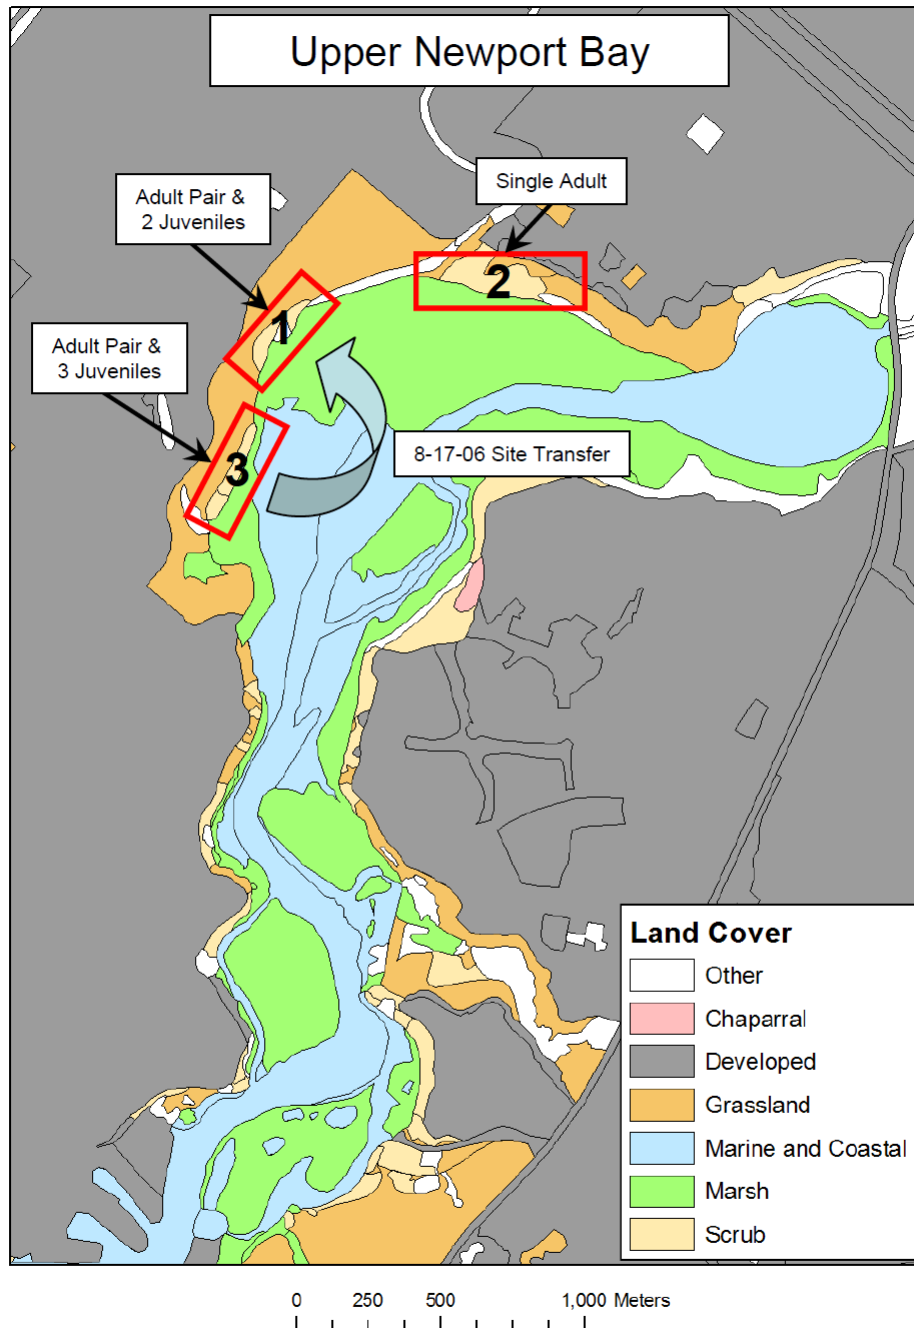 Upper Newport Bay
Single Adult
Adult Pair &
2 Juveniles
2
1
Adult Pair &
3 Juveniles
8-17-06 Site Transfer
3
Land Cover
Other
Chaparral
Developed
Grassland
Marine and Coastal
Marsh
Scrub
0 250 500 1,000 Meters